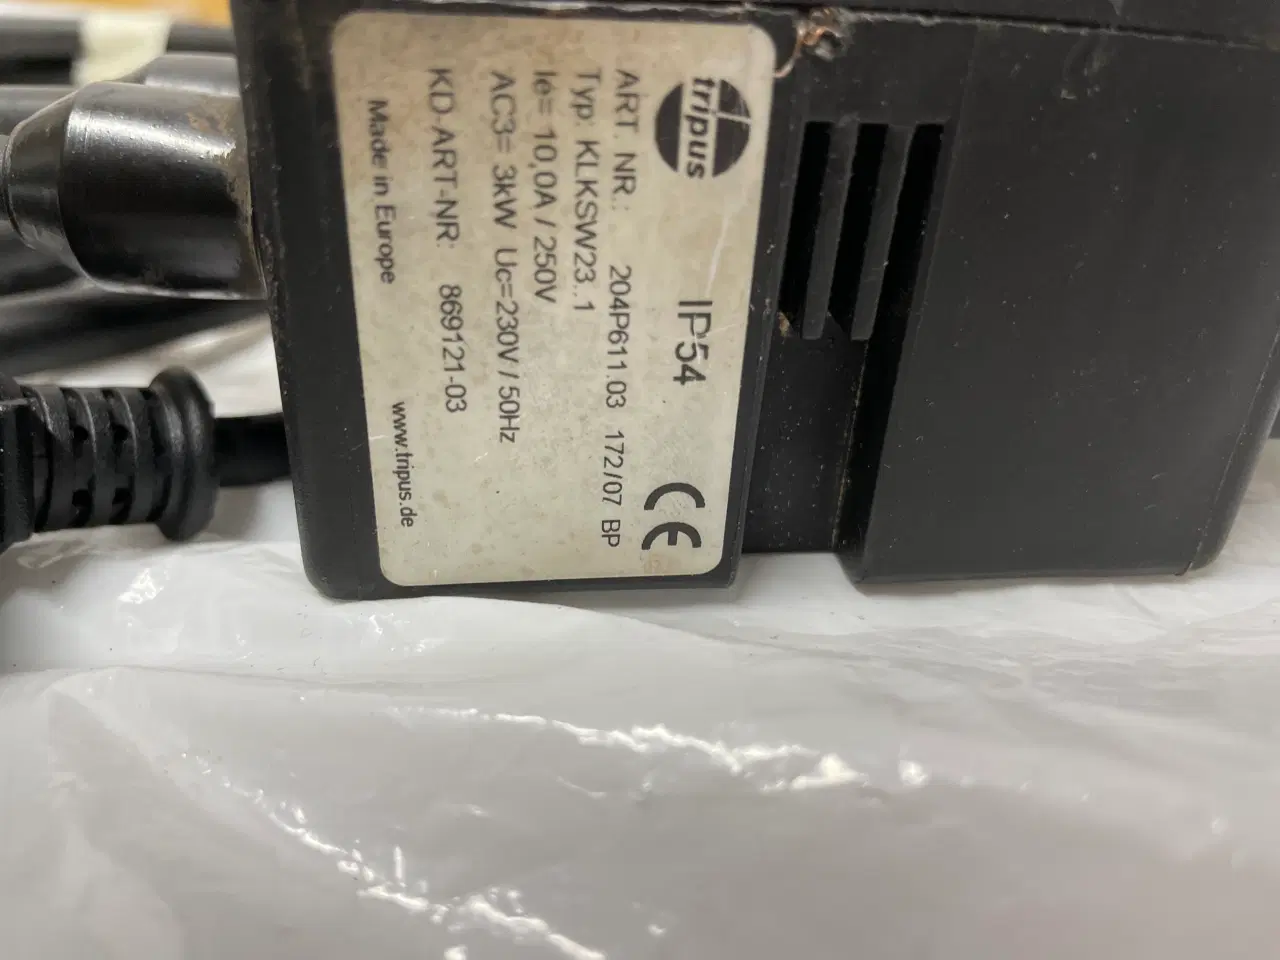 tripus IP54 CE
ART. NR.: 204P611.03 172/07 BP
Typ: KLKSW23..1
Ie= 10,0A / 250V
AC3= 3kW Uc=230V / 50Hz
KD-ART-NR: 869121-03
Made in Europe www.tripus.de